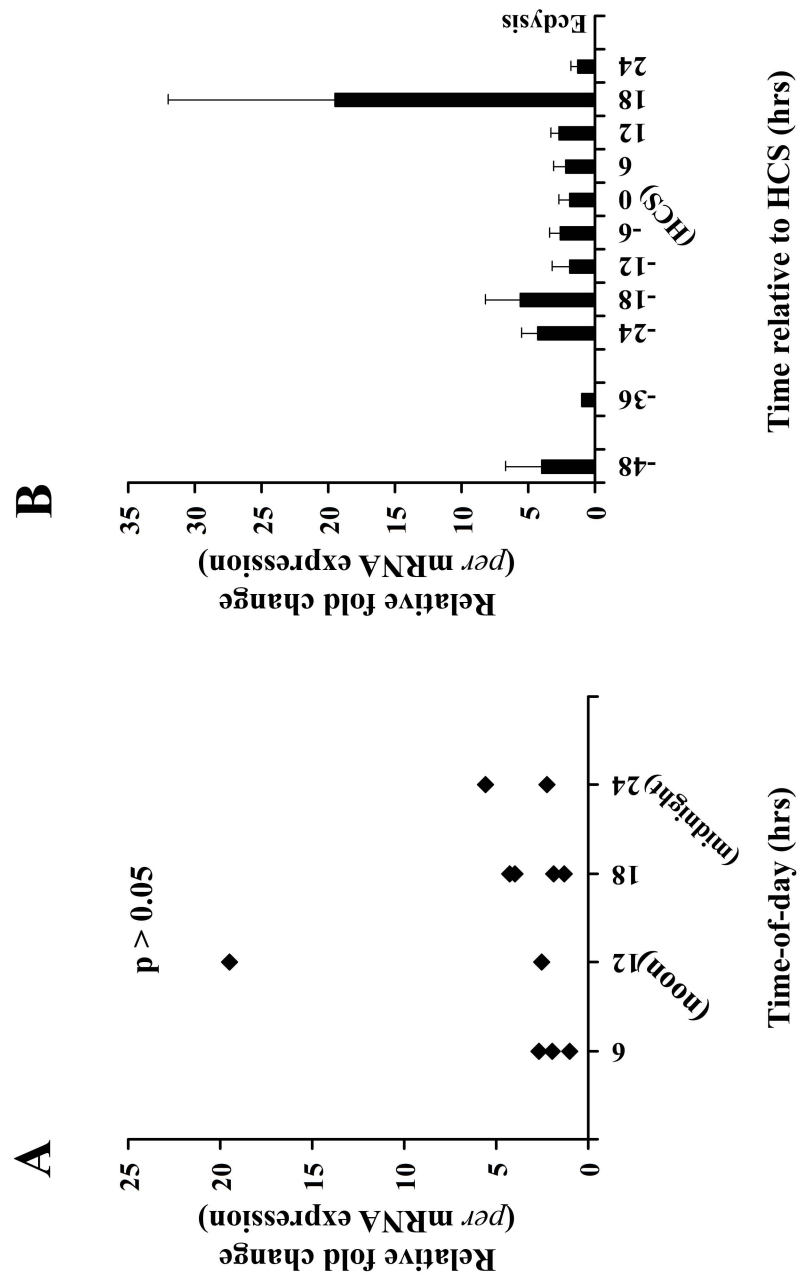 A
Relative fold change
(per mRNA expression)
25
20
15
10
5
0
p > 0.05
6
12
18
24
(noon)
(midnight)
Time-of-day (hrs)
B
Relative fold change
(per mRNA expression)
35
30
25
20
15
10
5
0
-48
-36
-24
-18
-12
-6
0
6
12
18
24
Ecdysis
(HCS)
Time relative to HCS (hrs)